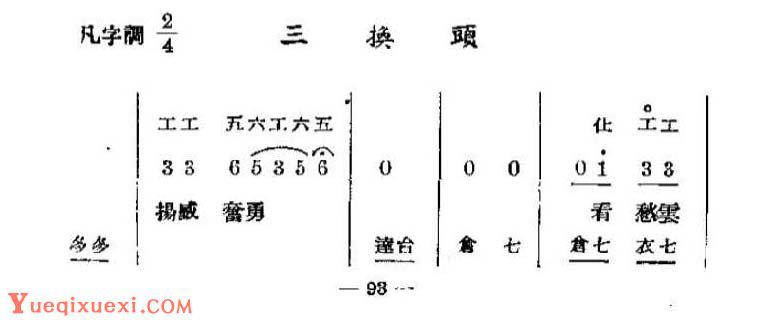 凡字調 2/4 三換頭
工工 五六工六五 仩 工工
3 3 6 5 3 5 6 0 0 0 0 1 3 3
揚威 奮勇 看 愁雲
多多 達台 倉 七 倉七 衣七
— 93 —
Yueqixuexi.com